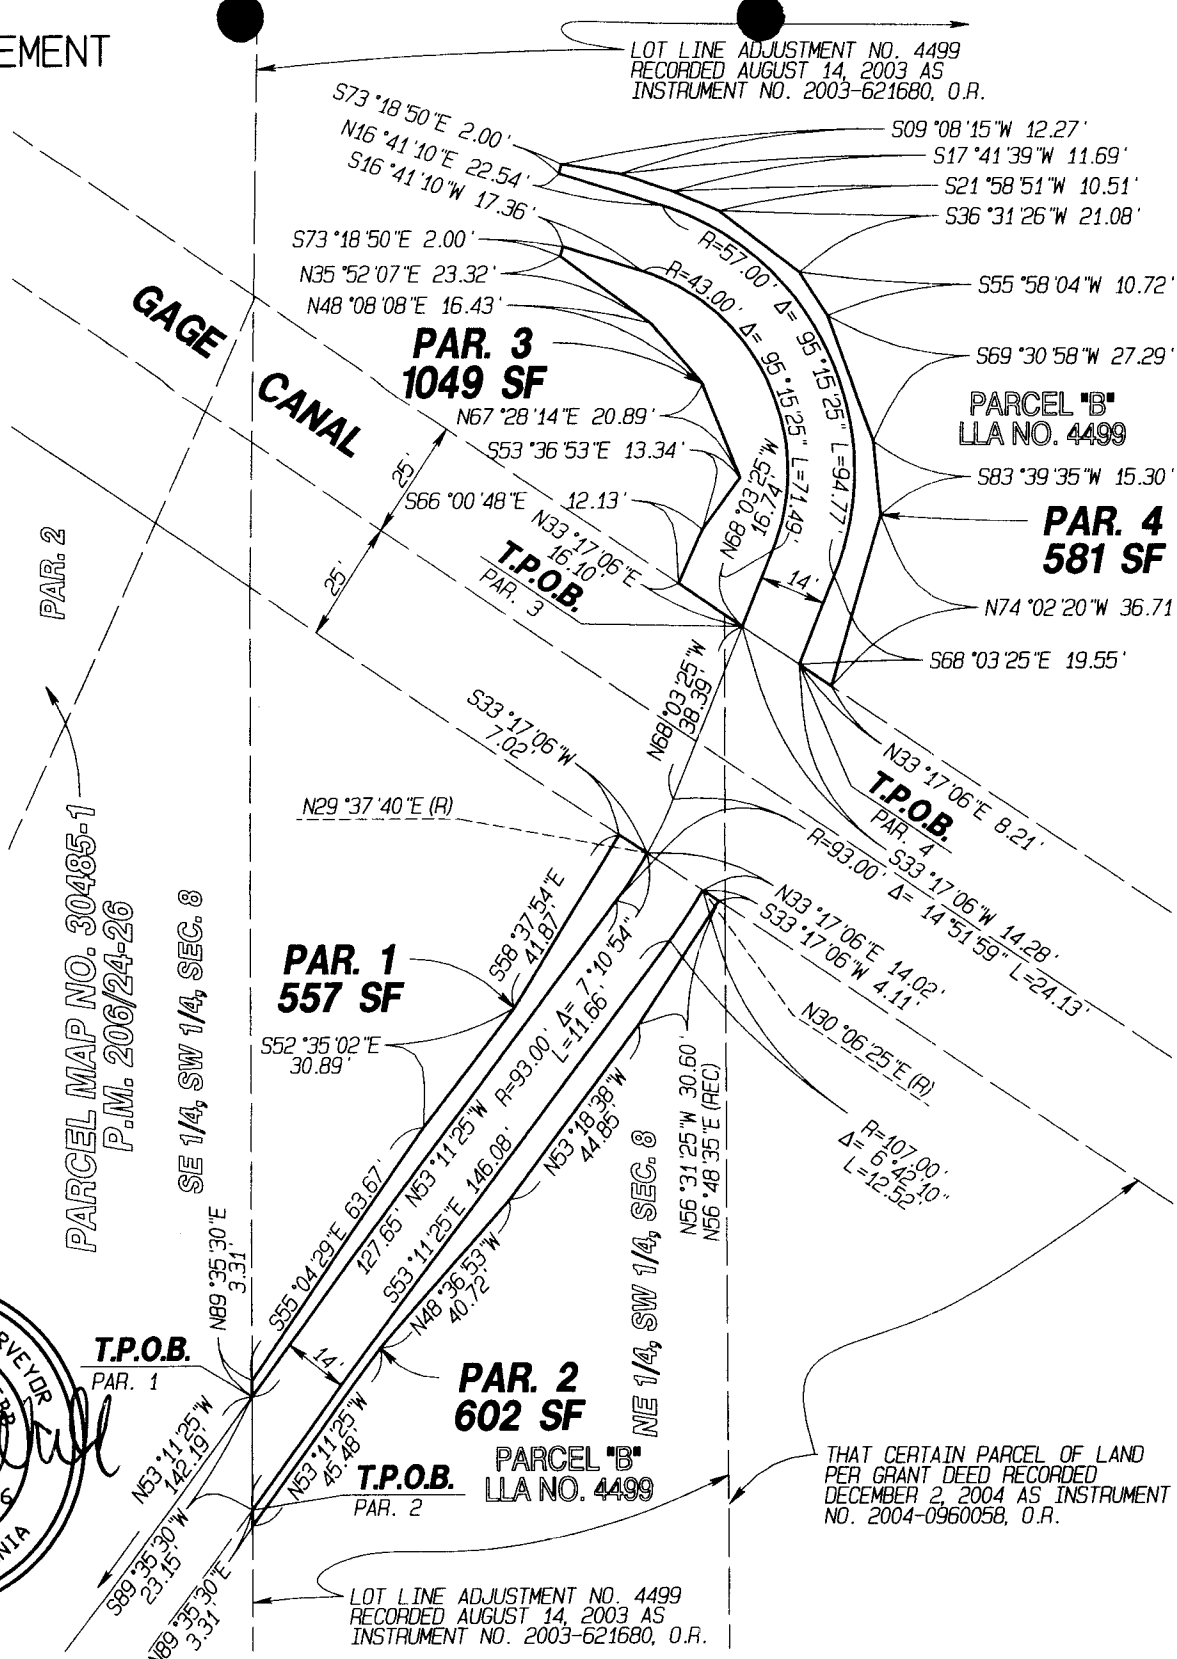 EMENT
LOT LINE ADJUSTMENT NO. 4499
RECORDED AUGUST 14, 2003 AS
INSTRUMENT NO. 2003-621680, O.R.
S73°18'50"E 2.00'
N16°41'10"E 22.54'
S16°41'10"W 17.36'
S73°18'50"E 2.00'
N35°52'07"E 23.32'
N48°08'08"E 16.43'
S09°08'15"W 12.27'
S17°41'39"W 11.69'
S21°58'51"W 10.51'
S36°31'26"W 21.08'
S55°58'04"W 10.72'
S69°30'58"W 27.29'
R=57.00' Δ= 95°15'25" L=94.77'
R=43.00' Δ= 95°15'25" L=71.49'
GAGE CANAL
PAR. 3
1049 SF
PARCEL "B"
LLA NO. 4499
N67°28'14"E 20.89'
S53°36'53"E 13.34'
S66°00'48"E 12.13'
S83°39'35"W 15.30'
PAR. 4
581 SF
25'
25'
N33°17'06"E
16.10'
T.P.O.B.
PAR. 3
N68°03'25"W
16.74'
14'
N74°02'20"W 36.71
S68°03'25"E 19.55'
PAR. 2
N68°03'25"W
38.39'
S33°17'06"W
7.02'
N33°17'06"E 8.21'
T.P.O.B.
PAR. 4
S33°17'06"W 14.28'
R=93.00' Δ= 14°51'59" L=24.13'
N29°37'40"E (R)
PARCEL MAP NO. 30485-1
P.M. 206/24-26
SE 1/4, SW 1/4, SEC. 8
S58°37'54"E
41.87'
N33°17'06"E 14.02'
S33°17'06"W 4.11'
PAR. 1
557 SF
S52°35'02"E
30.89'
R=93.00' Δ= 7°10'54"
L=11.66'
N30°06'25"E (R)
N56°31'25"W 30.60'
N56°48'35"E (REC)
N53°18'38"W
44.85'
R=107.00'
Δ= 6°42'10"
L=12.52'
127.65' N53°11'25"W
S53°11'25"E 146.08'
S55°04'29"E 63.67'
N89°35'30"E
3.31'
N48°36'53"W
40.72'
NE 1/4, SW 1/4, SEC. 8
T.P.O.B.
PAR. 1
14'
PAR. 2
602 SF
PARCEL "B"
LLA NO. 4499
N53°11'25"W
142.19'
N53°11'25"W
45.48'
T.P.O.B.
PAR. 2
S89°35'30"W
23.15'
N89°35'30"E
3.31'
THAT CERTAIN PARCEL OF LAND
PER GRANT DEED RECORDED
DECEMBER 2, 2004 AS INSTRUMENT
NO. 2004-0960058, O.R.
LOT LINE ADJUSTMENT NO. 4499
RECORDED AUGUST 14, 2003 AS
INSTRUMENT NO. 2003-621680, O.R.
RVEYOR
6
NIA